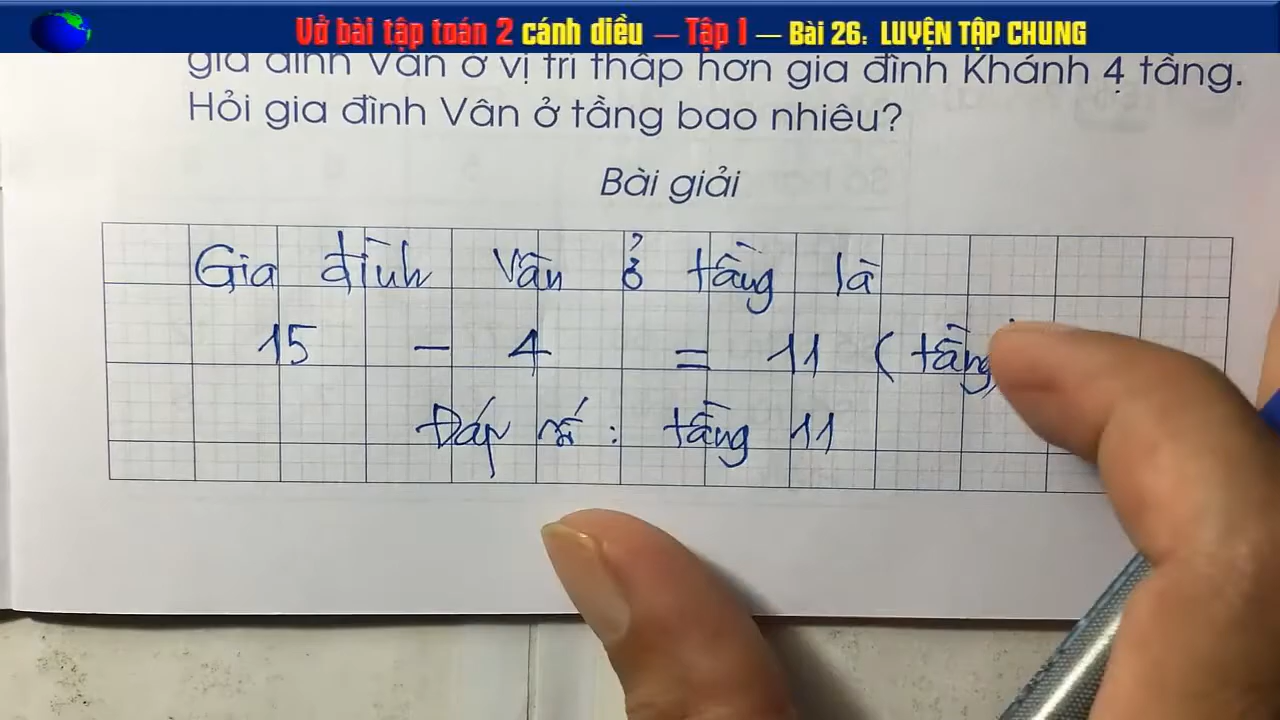 Vở bài tập toán 2 cánh diều – Tập 1 – Bài 26: LUYỆN TẬP CHUNG
gia đình Vân ở vị trí thấp hơn gia đình Khánh 4 tầng.
Hỏi gia đình Vân ở tầng bao nhiêu?
Bài giải
Gia đình Vân ở tầng là
15 - 4 = 11 (tầng)
Đáp số: tầng 11